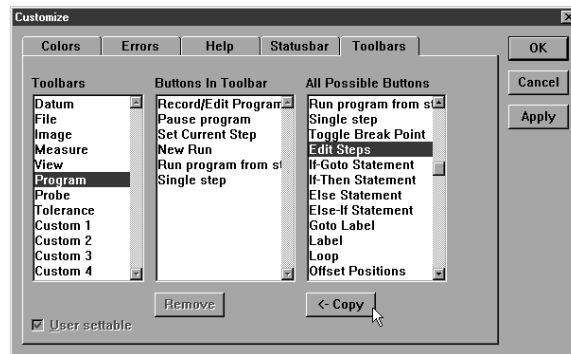 Customize
Colors Errors Help Statusbar Toolbars
OK
Cancel
Apply
Toolbars
Datum
File
Image
Measure
View
Program
Probe
Tolerance
Custom 1
Custom 2
Custom 3
Custom 4
Buttons In Toolbar
Record/Edit Program
Pause program
Set Current Step
New Run
Run program from st
Single step
All Possible Buttons
Run program from st
Single step
Toggle Break Point
Edit Steps
If-Goto Statement
If-Then Statement
Else Statement
Else-If Statement
Goto Label
Label
Loop
Offset Positions
Remove
<- Copy
User settable